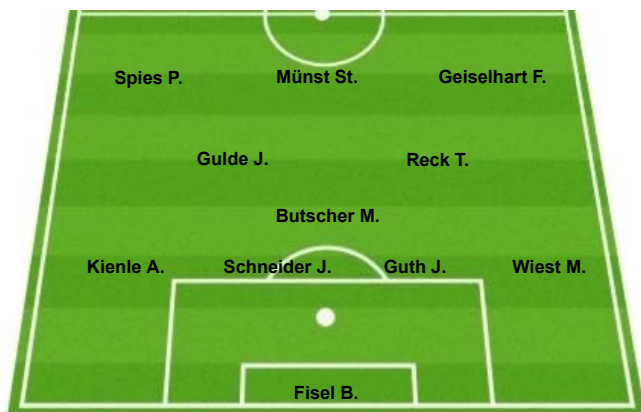 Spies P. Münst St. Geiselhart F.
Gulde J. Reck T.
Butscher M.
Kienle A. Schneider J. Guth J. Wiest M.
Fisel B.